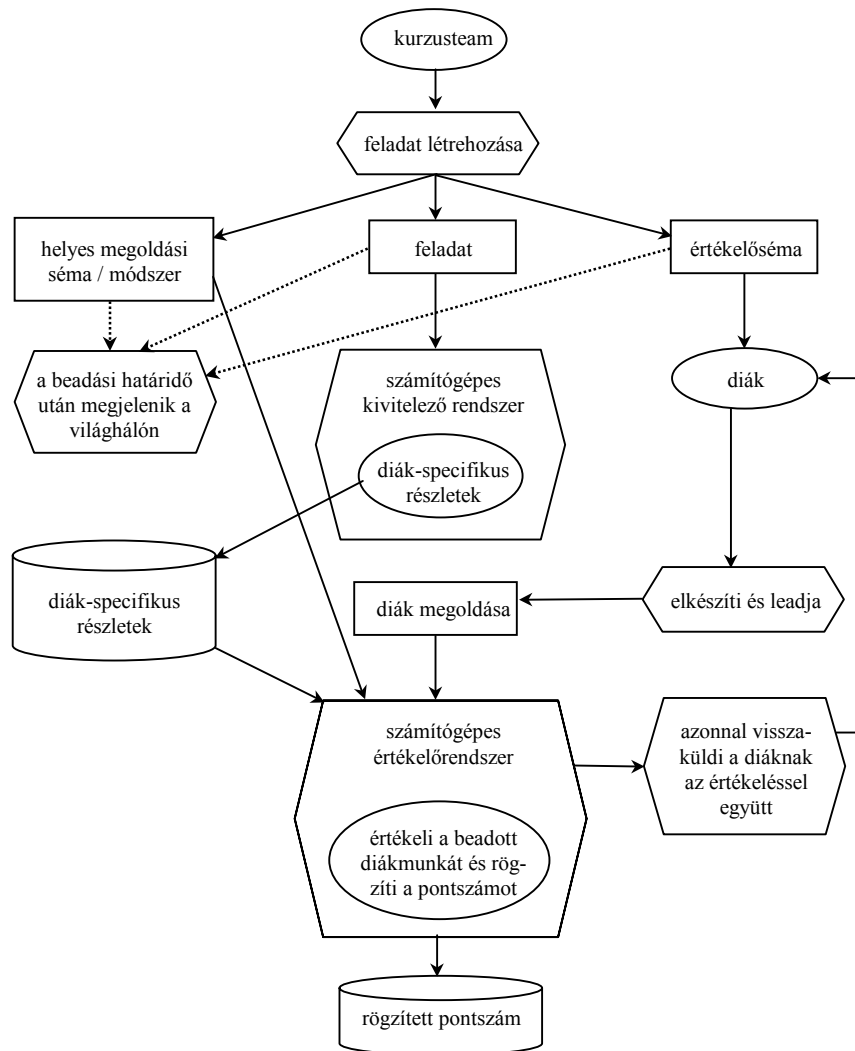 kurzusteam
feladat létrehozása
helyes megoldási
séma / módszer
feladat
értékelőséma
a beadási határidő
után megjelenik a
világhálón
számítógépes
kivitelező rendszer
diák
diák-specifikus
részletek
diák-specifikus
részletek
diák megoldása
elkészíti és leadja
számítógépes
értékelőrendszer
azonnal vissza-
küldi a diáknak
az értékeléssel
együtt
értékeli a beadott
diákmunkát és rög-
zíti a pontszámot
rögzített pontszám